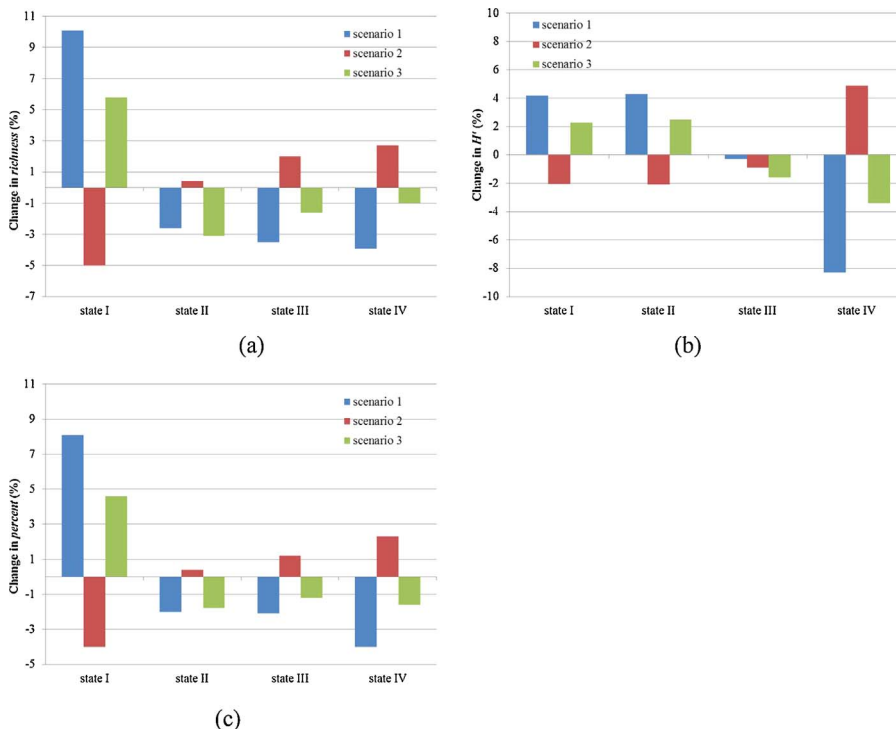 Change in richness (%)
11
9
7
5
3
1
-1
-3
-5
-7
scenario 1
scenario 2
scenario 3
state I state II state III state IV
(a)
Change in H' (%)
10
8
6
4
2
0
-2
-4
-6
-8
-10
scenario 1
scenario 2
scenario 3
state I state II state III state IV
(b)
Change in percent (%)
11
9
7
5
3
1
-1
-3
-5
scenario 1
scenario 2
scenario 3
state I state II state III state IV
(c)